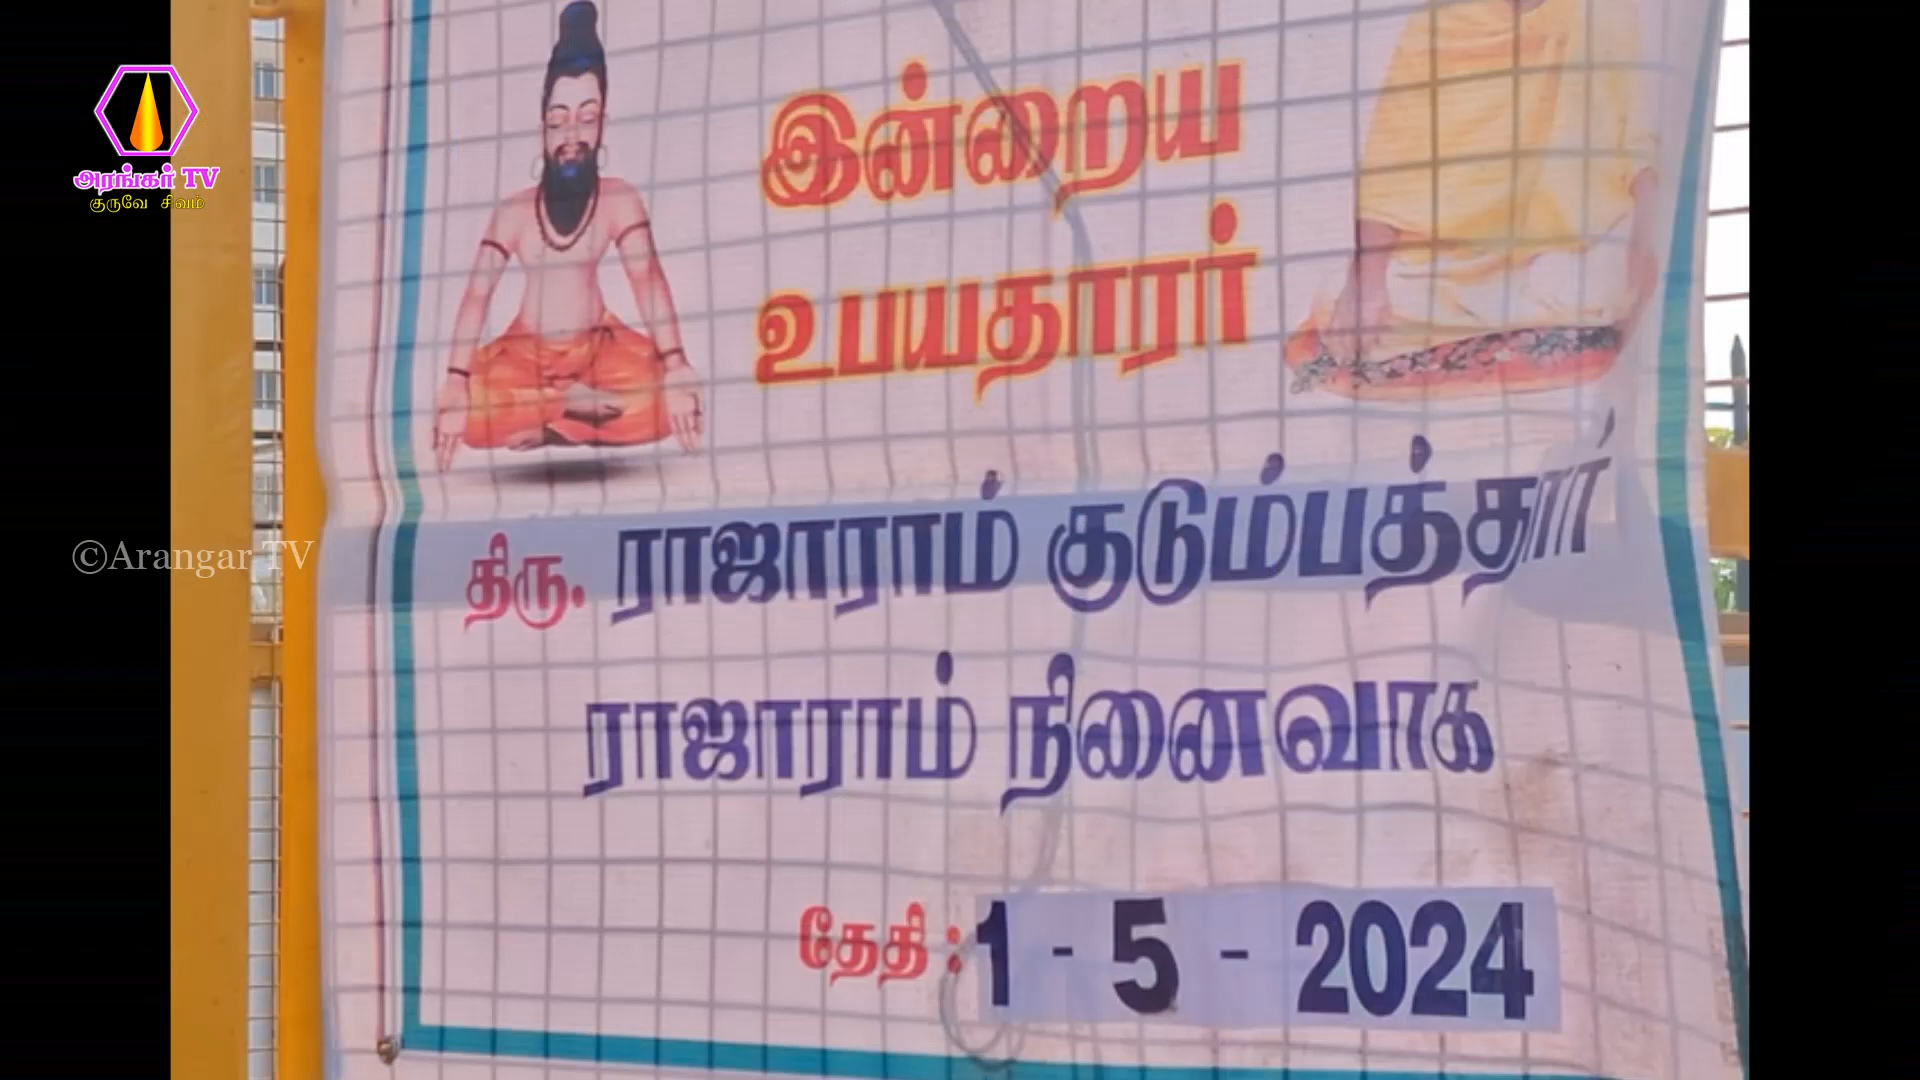 அரங்கர் TV
குருவே சிவம்
இன்றைய
உபயதாரர்
©Arangar TV
திரு. ராஜாராம் குடும்பத்தார்
ராஜாராம் நினைவாக
தேதி : 1 - 5 - 2024